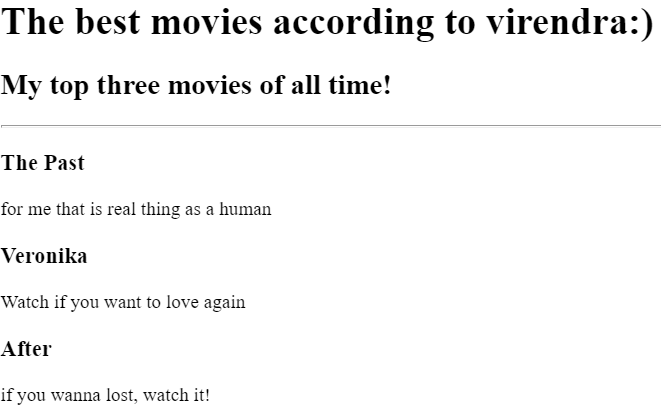 The best movies according to virendra:)
My top three movies of all time!
The Past
for me that is real thing as a human
Veronika
Watch if you want to love again
After
if you wanna lost, watch it!